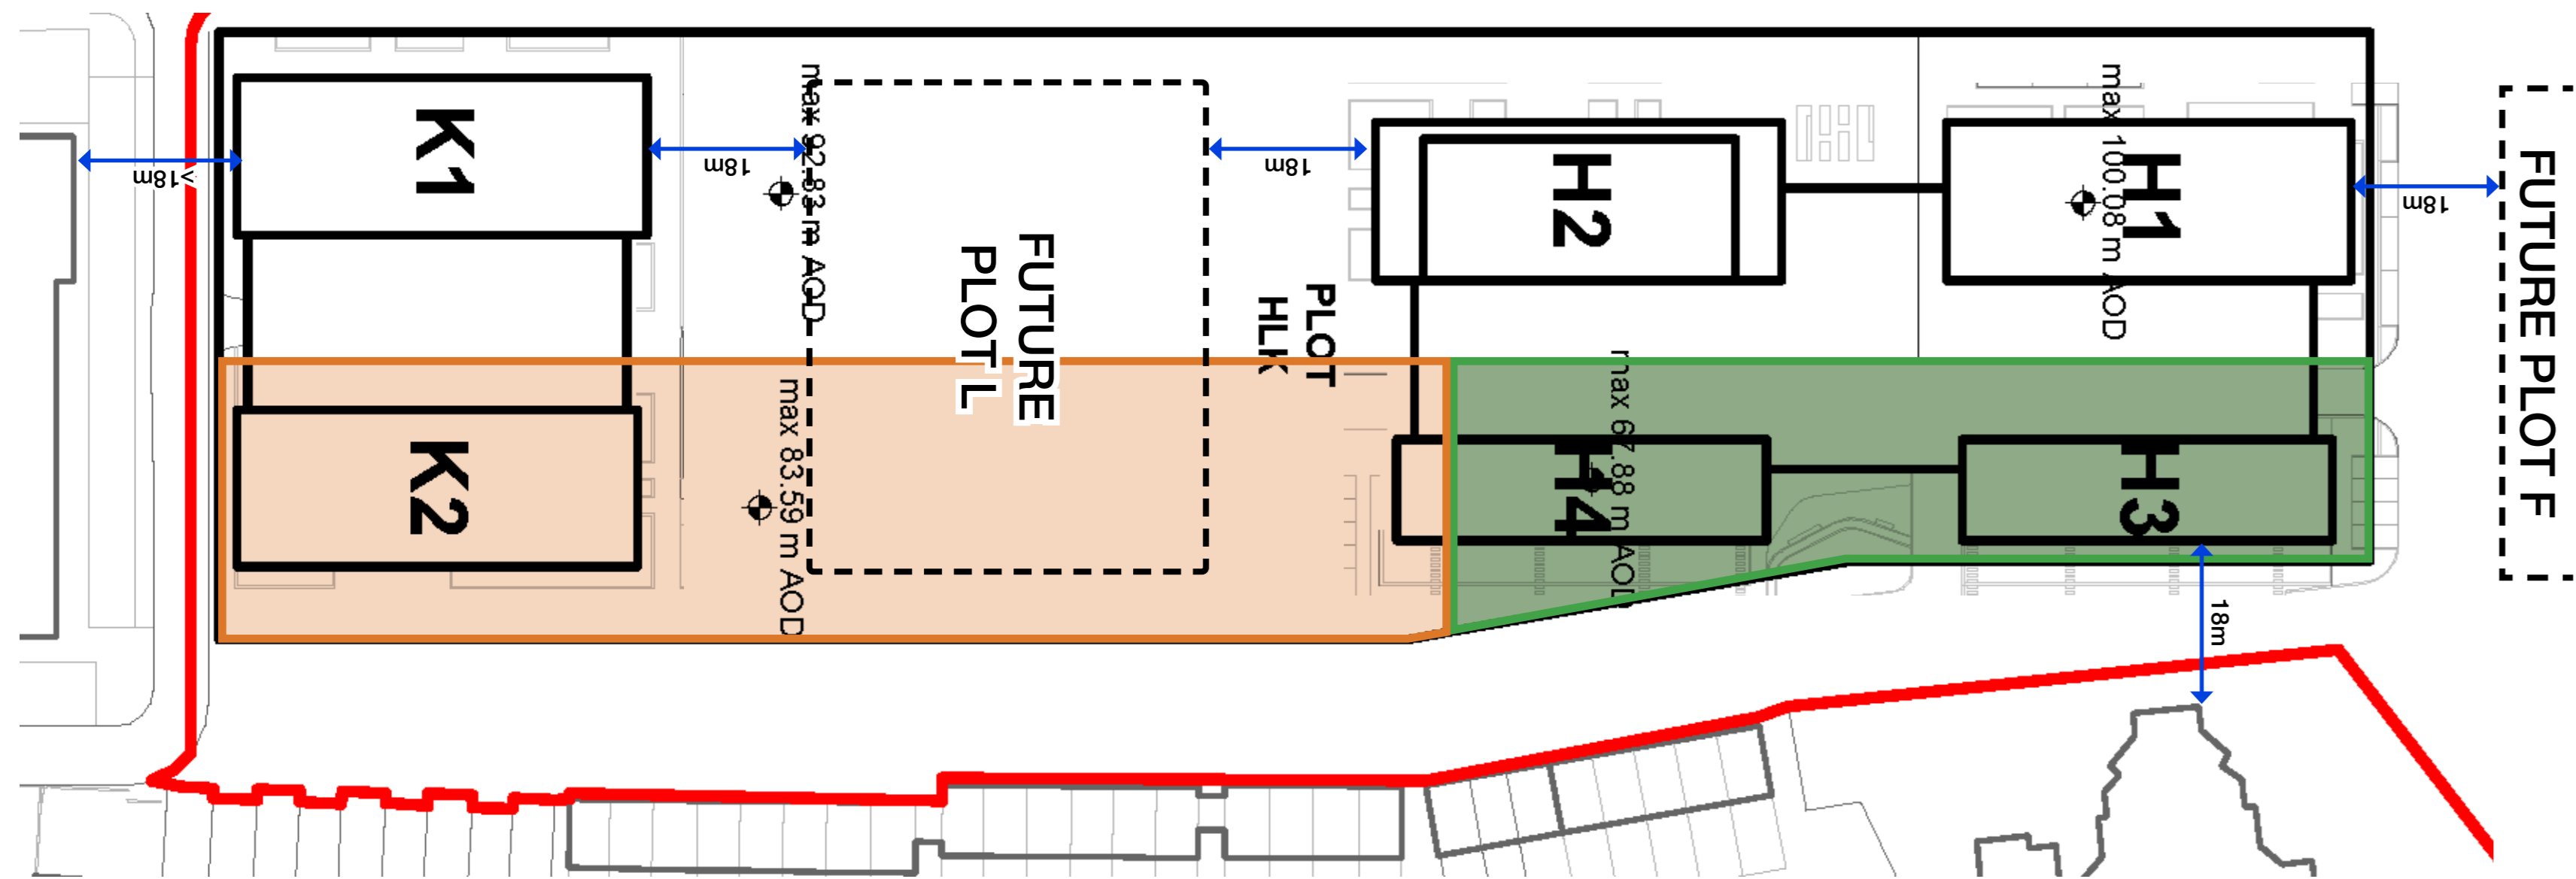 K1
K2
max 92.83 m AOD
max 83.59 m AOD
FUTURE
PLOT L
PLOT
HLK
H2
H4
max 67.88 m AOD
H1
H3
max 100.08 m AOD
FUTURE PLOT F
>18m
18m
18m
18m
18m